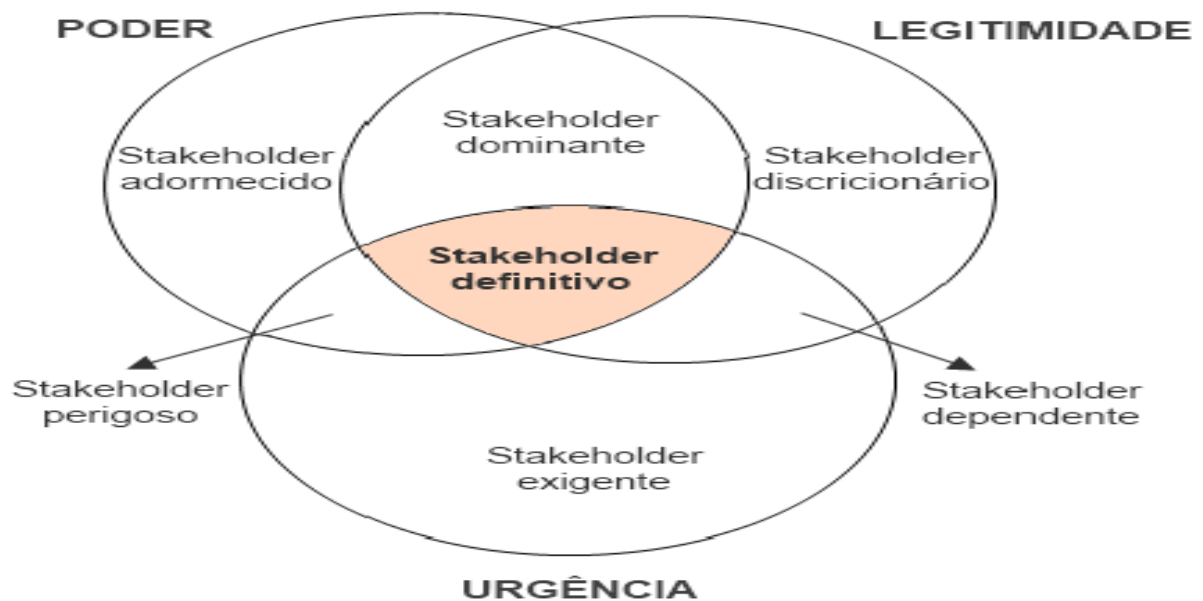 PODER
LEGITIMIDADE
Stakeholder
dominante
Stakeholder
adormecido
Stakeholder
discricionário
Stakeholder
definitivo
Stakeholder
perigoso
Stakeholder
dependente
Stakeholder
exigente
URGÊNCIA